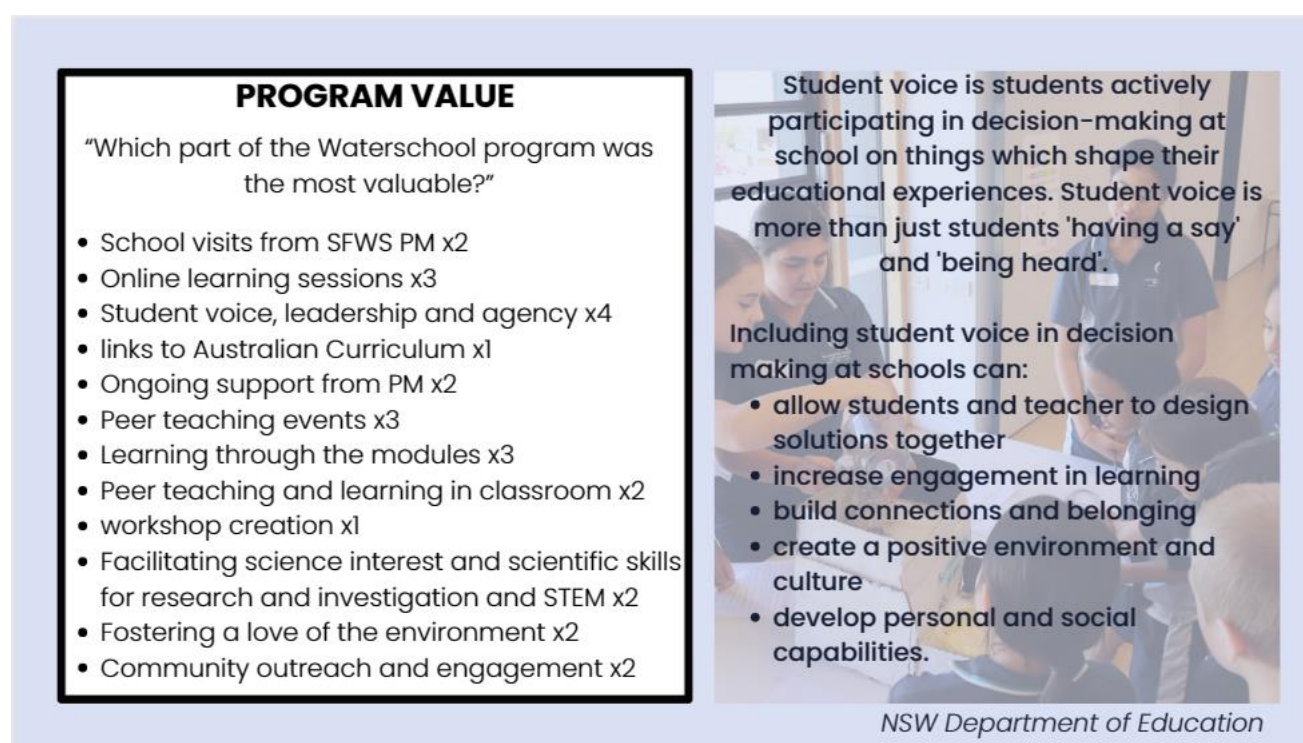 PROGRAM VALUE
“Which part of the Waterschool program was
the most valuable?”
• School visits from SFWS PM x2
• Online learning sessions x3
• Student voice, leadership and agency x4
• links to Australian Curriculum x1
• Ongoing support from PM x2
• Peer teaching events x3
• Learning through the modules x3
• Peer teaching and learning in classroom x2
• workshop creation x1
• Facilitating science interest and scientific skills
for research and investigation and STEM x2
• Fostering a love of the environment x2
• Community outreach and engagement x2
Student voice is students actively
participating in decision-making at
school on things which shape their
educational experiences. Student voice is
more than just students 'having a say'
and 'being heard'.
Including student voice in decision
making at schools can:
• allow students and teacher to design
solutions together
• increase engagement in learning
• build connections and belonging
• create a positive environment and
culture
• develop personal and social
capabilities.
NSW Department of Education